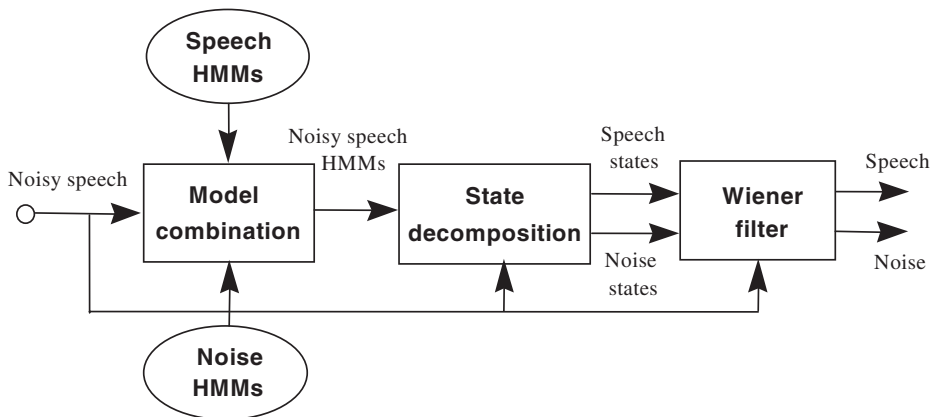 Speech
HMMs
Noisy speech
Model
combination
Noisy speech
HMMs
State
decomposition
Speech
states
Noise
states
Wiener
filter
Speech
Noise
Noise
HMMs